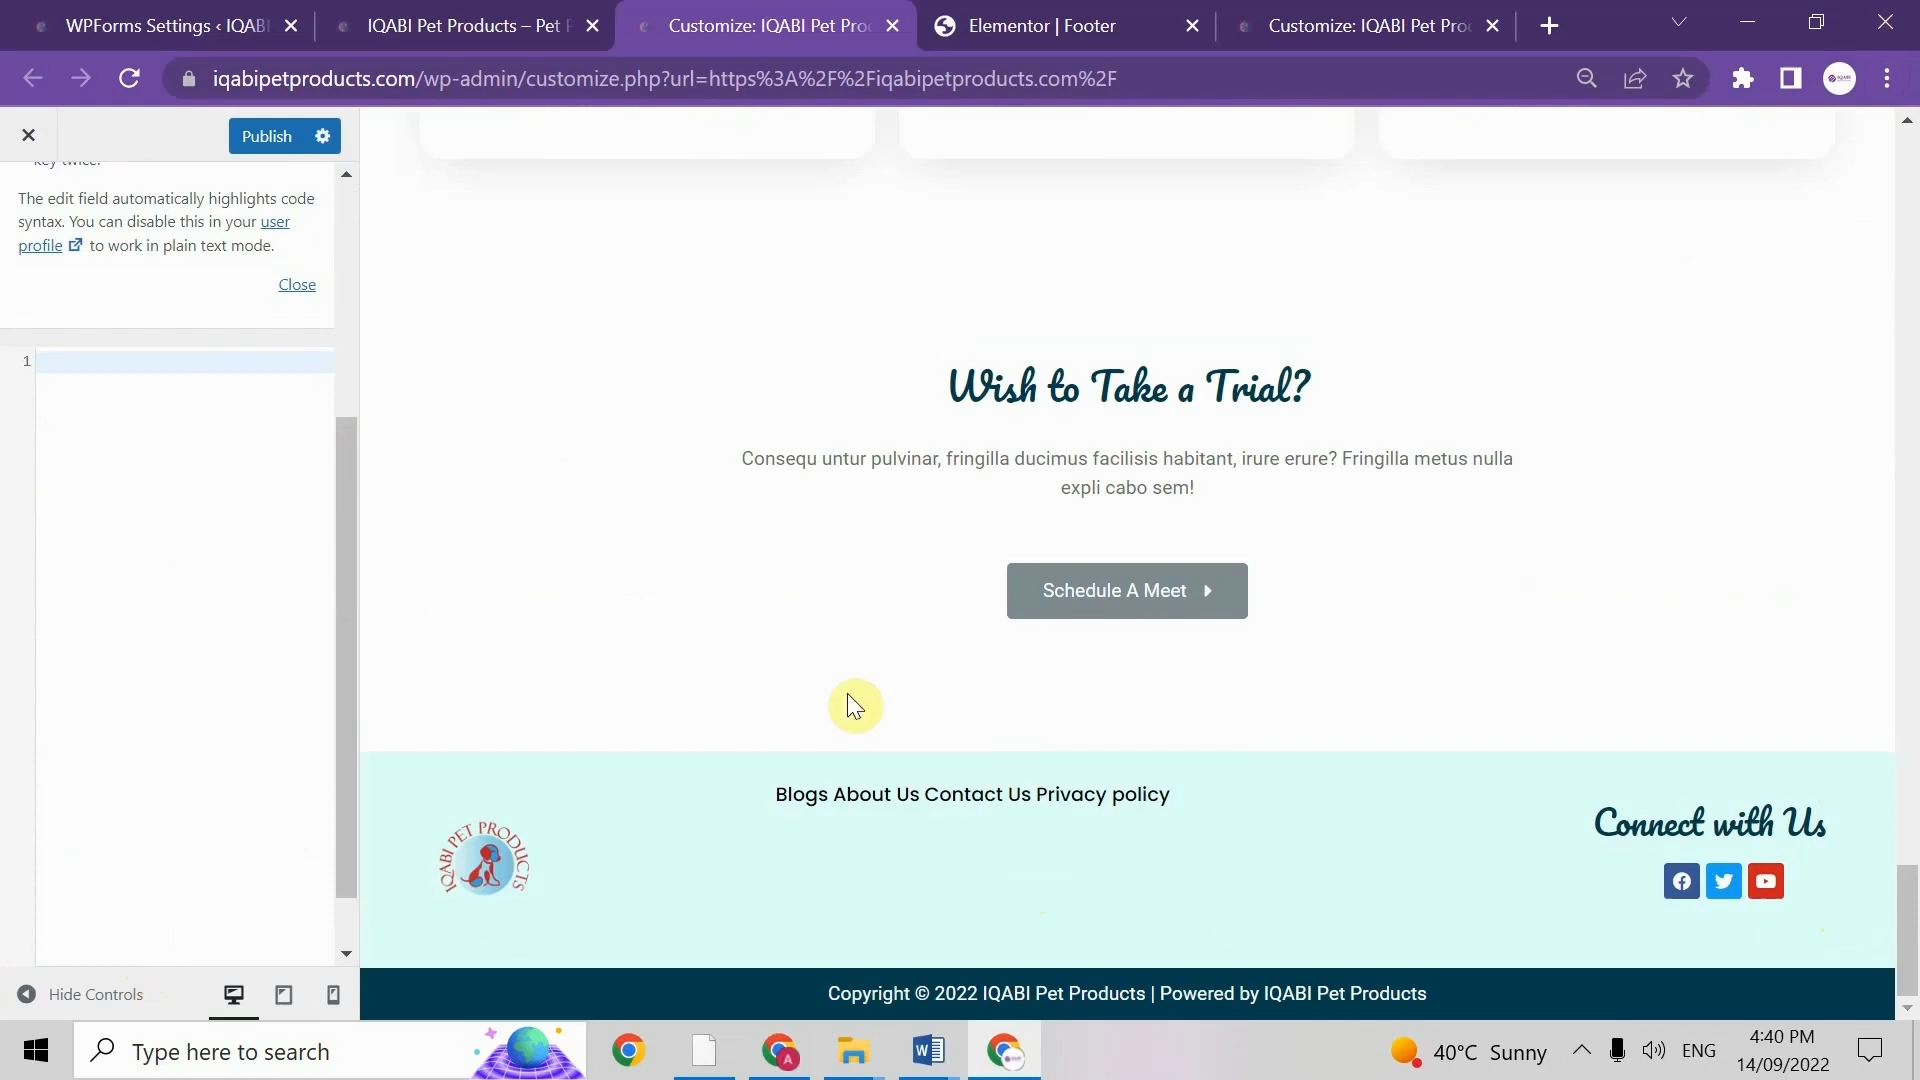 WPForms Settings ‹ IQABI
IQABI Pet Products – Pet P
Customize: IQABI Pet Pro
Elementor | Footer
Customize: IQABI Pet Pro
iqabipetproducts.com/wp-admin/customize.php?url=https%3A%2F%2Fiqabipetproducts.com%2F
Publish
key twice.
The edit field automatically highlights code
syntax. You can disable this in your user
profile to work in plain text mode.
Close
1
Wish to Take a Trial?
Consequ untur pulvinar, fringilla ducimus facilisis habitant, irure erure? Fringilla metus nulla
expli cabo sem!
Schedule A Meet
Blogs About Us Contact Us Privacy policy
IQABI PET PRODUCTS
Connect with Us
Hide Controls
Copyright © 2022 IQABI Pet Products | Powered by IQABI Pet Products
Type here to search
A
W
40°C Sunny
ENG
4:40 PM
14/09/2022